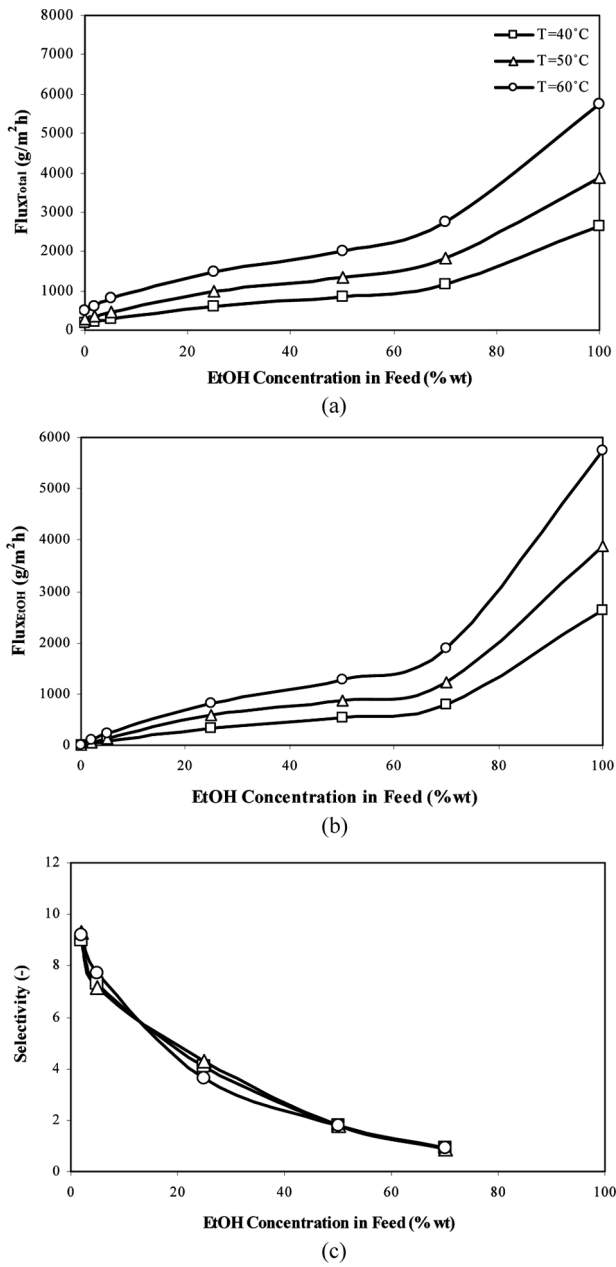 8000
7000
6000
5000
4000
3000
2000
1000
0
T=40˚C
T=50˚C
T=60˚C
FluxTotal (g/m²h)
0 20 40 60 80 100
EtOH Concentration in Feed (%wt)
(a)
6000
5000
4000
3000
2000
1000
0
FluxEtOH (g/m²h)
0 20 40 60 80 100
EtOH Concentration in Feed (%wt)
(b)
12
10
8
6
4
2
0
Selectivity (-)
0 20 40 60 80 100
EtOH Concentration in Feed (%wt)
(c)